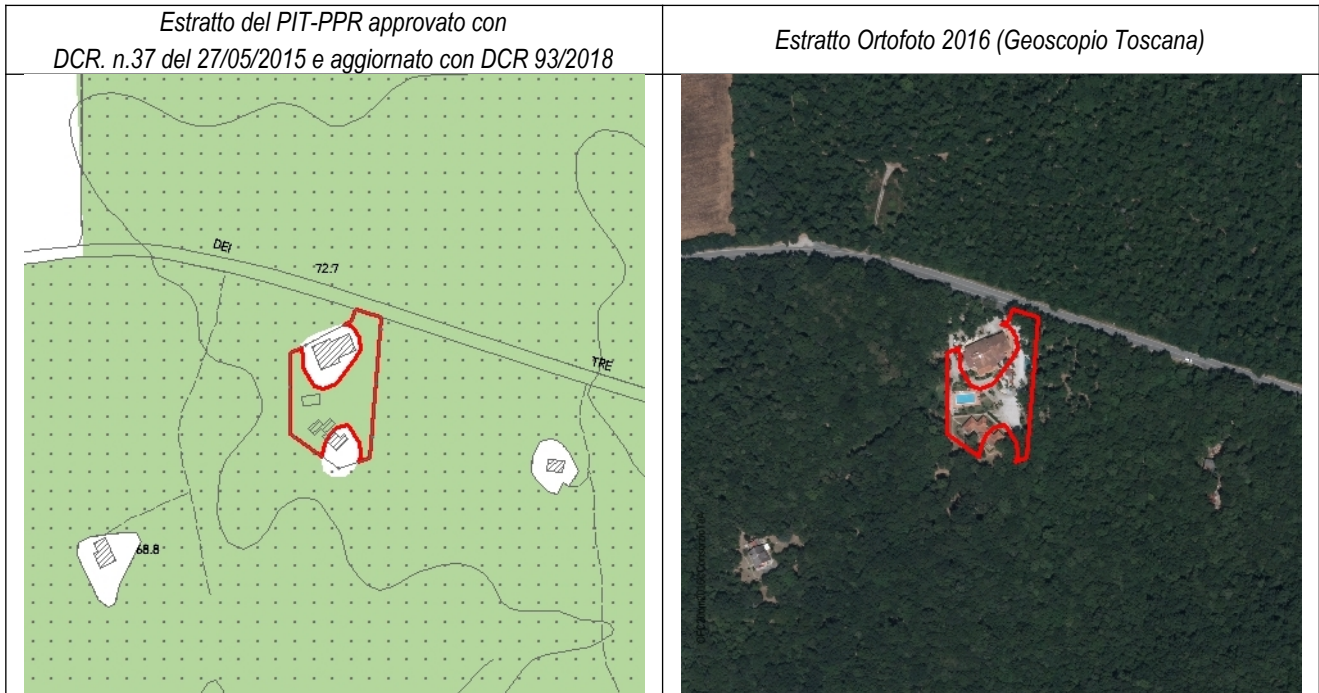 Estratto del PIT-PPR approvato con
DCR. n.37 del 27/05/2015 e aggiornato con DCR 93/2018
Estratto Ortofoto 2016 (Geoscopio Toscana)
DEI
72.7
TRE
68.8